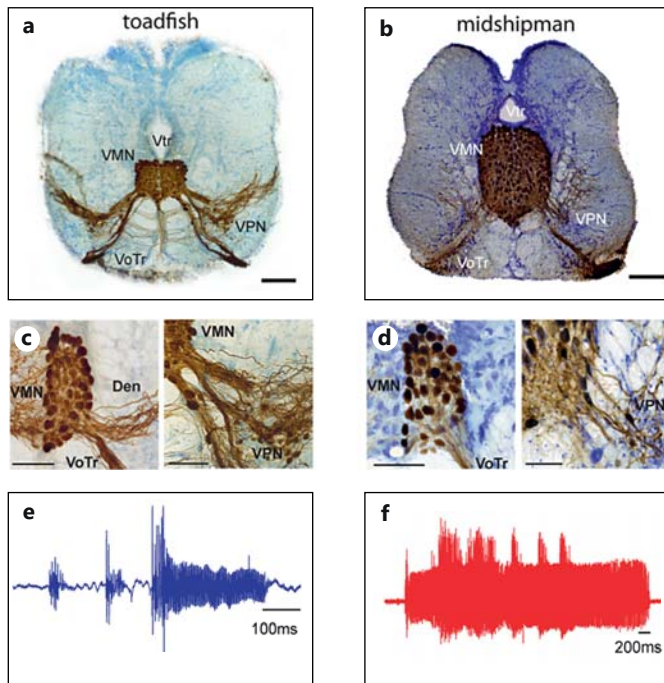 toadfish
midshipman
a
b
Vtr
Vtr
VMN
VMN
VPN
VPN
VoTr
VoTr
c
VMN
VMN
Den
VPN
VoTr
d
VMN
VPN
VoTr
e
f
100ms
200ms